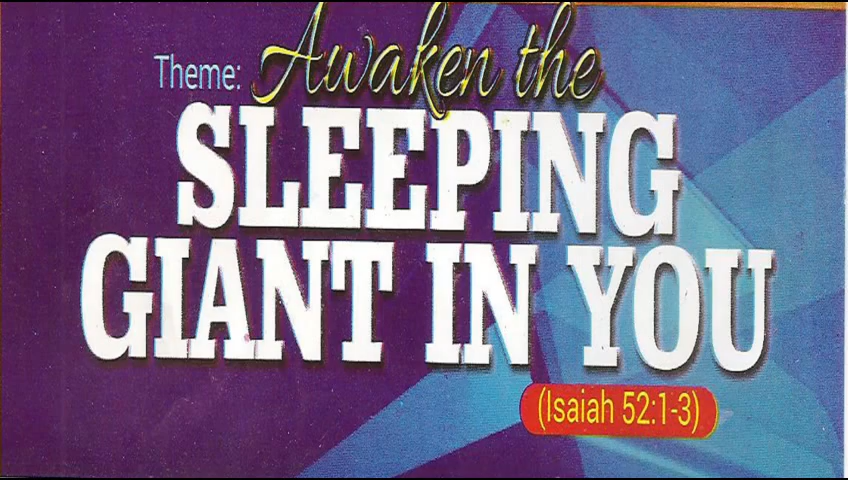 Theme: Awaken the
SLEEPING
GIANT IN YOU
(Isaiah 52:1-3)